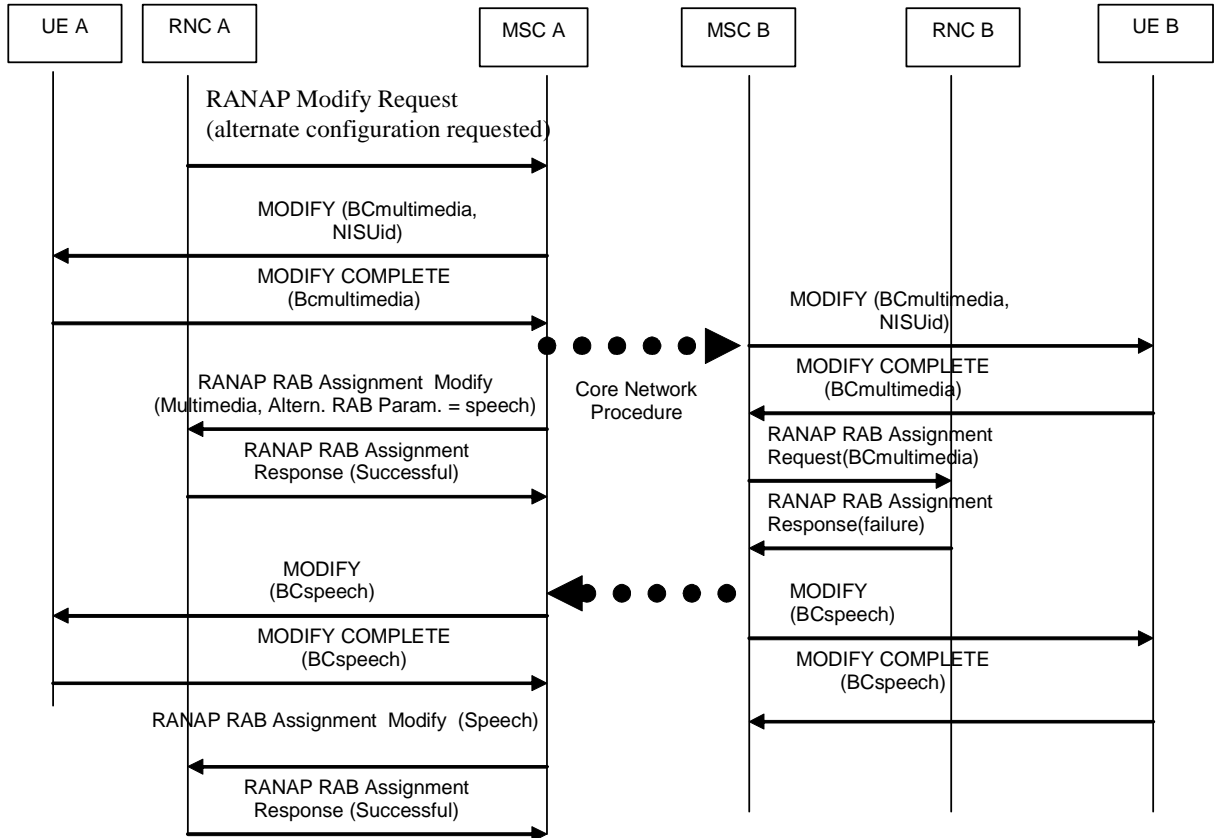 UE A
RNC A
MSC A
MSC B
RNC B
UE B
RANAP Modify Request
(alternate configuration requested)
MODIFY (BCmultimedia,
NISUid)
MODIFY COMPLETE
(Bcmultimedia)
MODIFY (BCmultimedia,
NISUid)
MODIFY COMPLETE
(BCmultimedia)
RANAP RAB Assignment Modify
(Multimedia, Altern. RAB Param. = speech)
Core Network
Procedure
RANAP RAB Assignment
Request(BCmultimedia)
RANAP RAB Assignment
Response (Successful)
RANAP RAB Assignment
Response(failure)
MODIFY
(BCspeech)
MODIFY
(BCspeech)
MODIFY COMPLETE
(BCspeech)
MODIFY COMPLETE
(BCspeech)
RANAP RAB Assignment Modify (Speech)
RANAP RAB Assignment
Response (Successful)